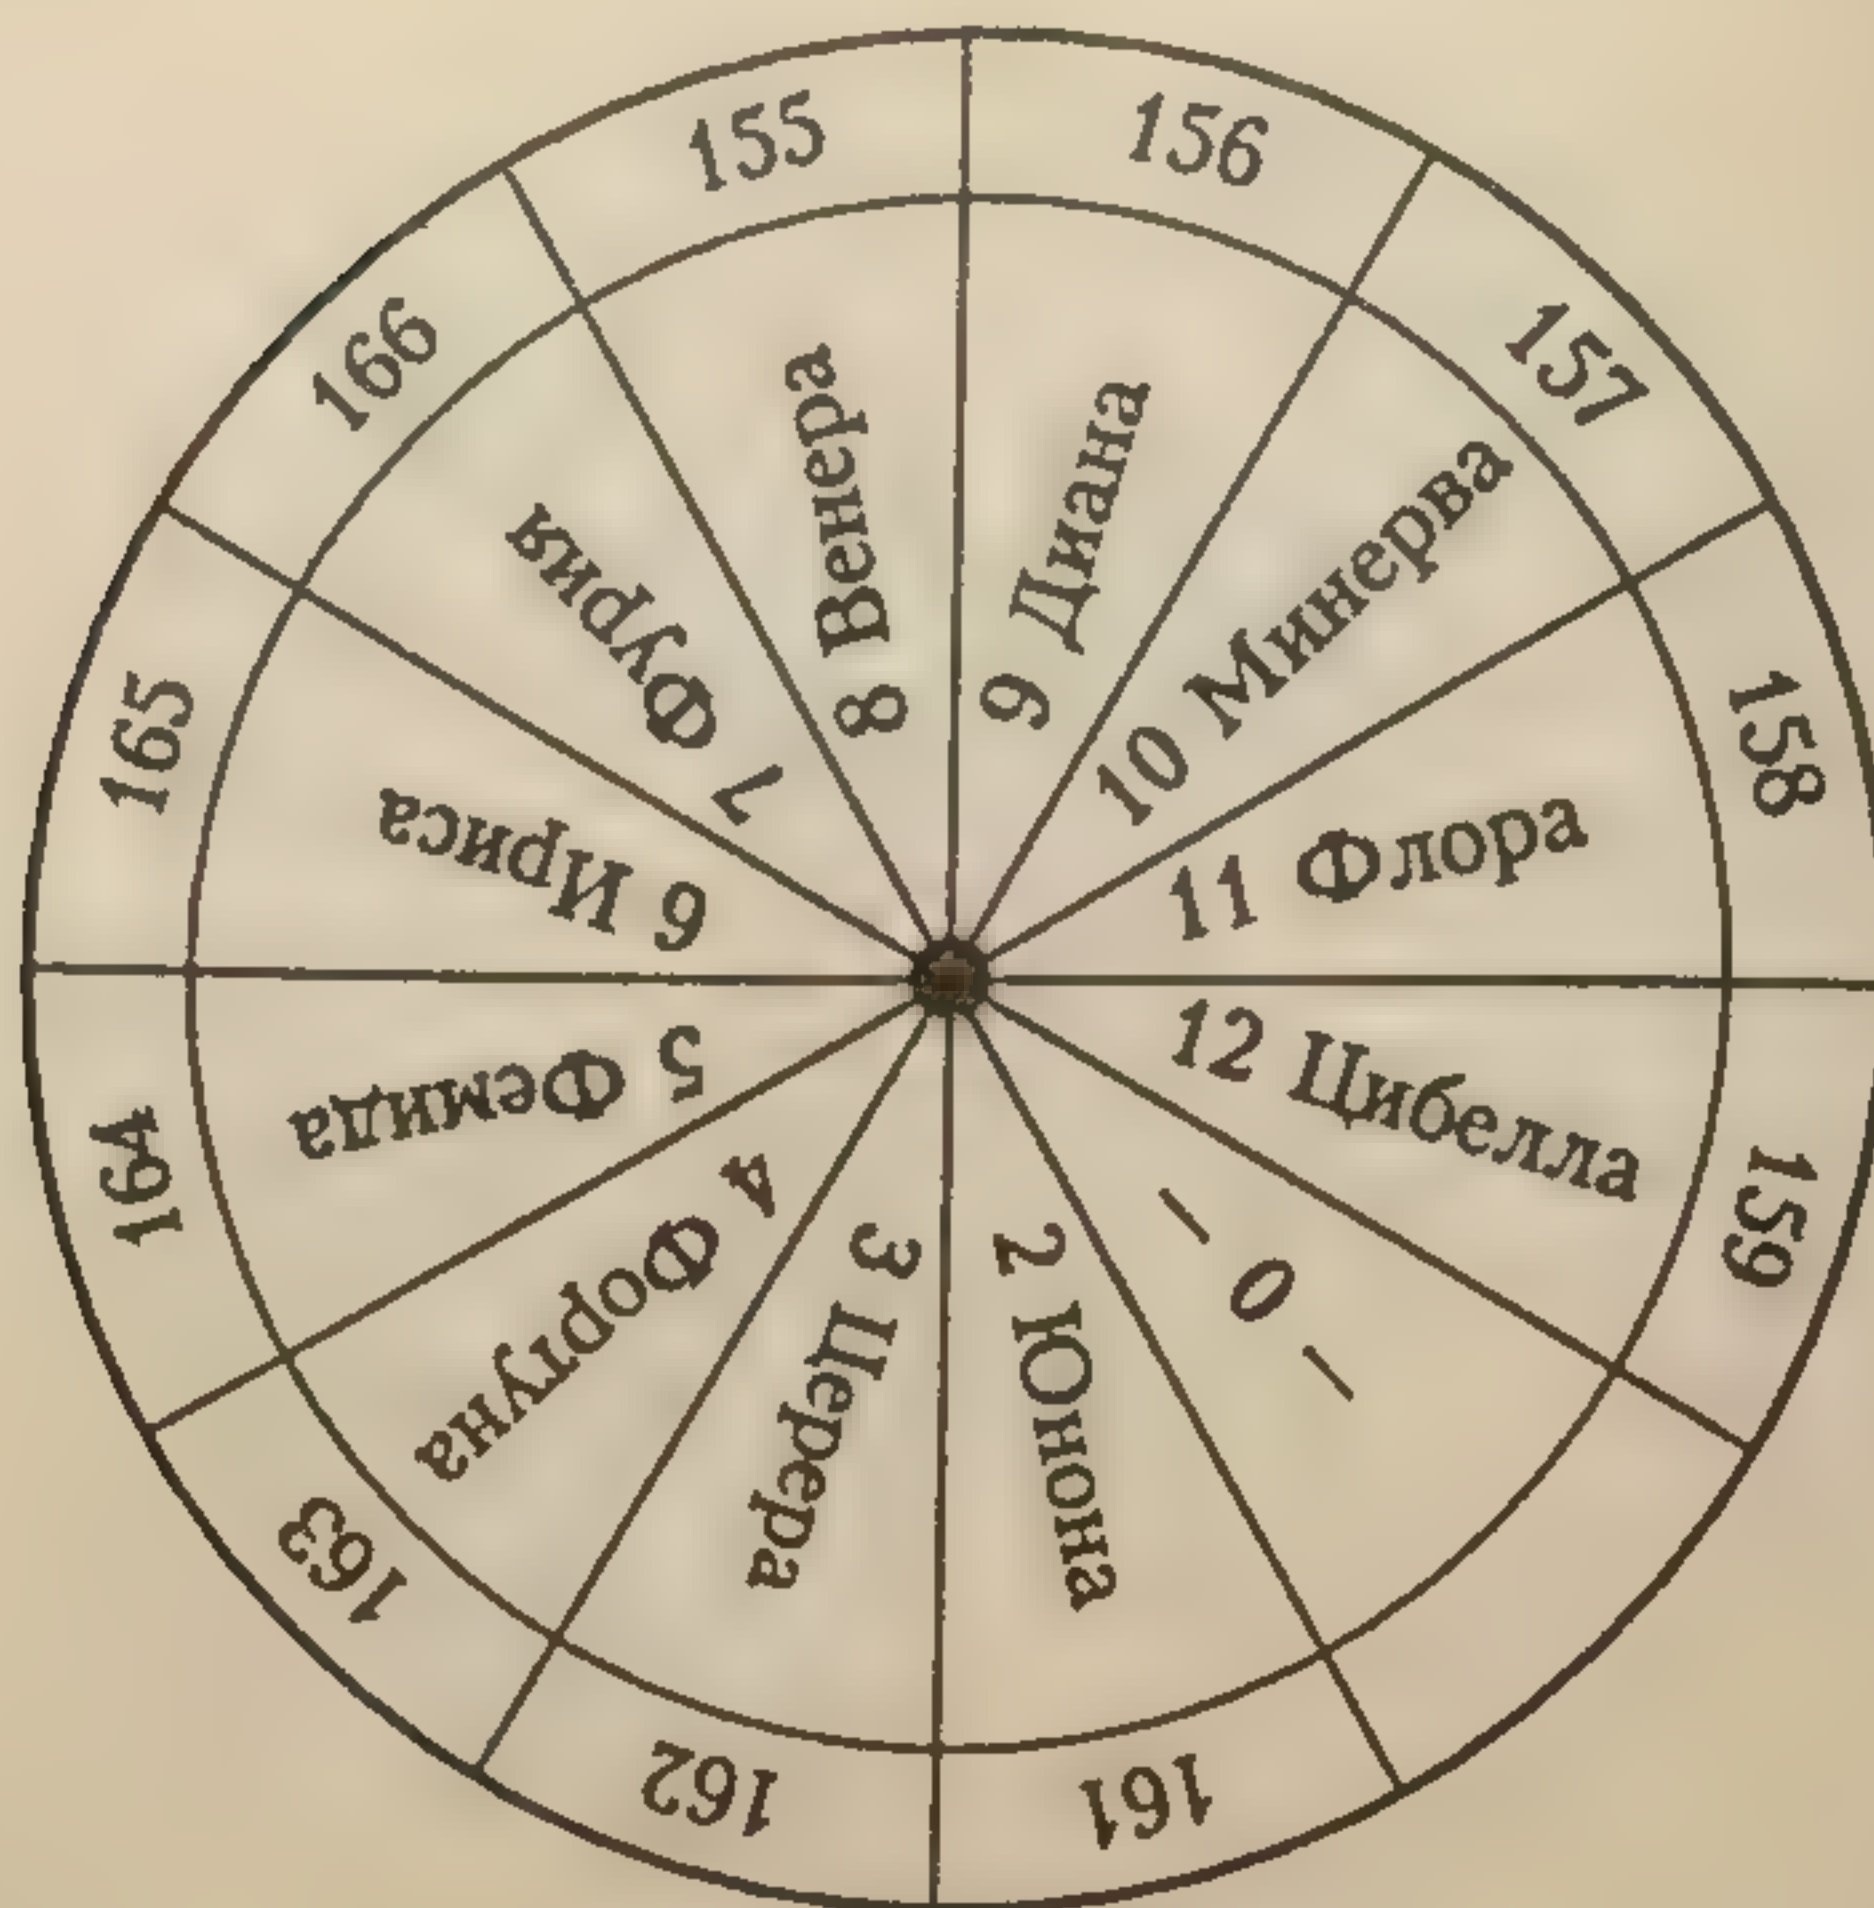 155
156
157
158
159
161
162
163
164
165
166
8 Венера
9 Диана
10 Минерва
11 Флора
12 Цибелла
– 0 –
2 Юнона
3 Церера
4 Фортуна
5 Фемида
6 Ириса
7 Фурия